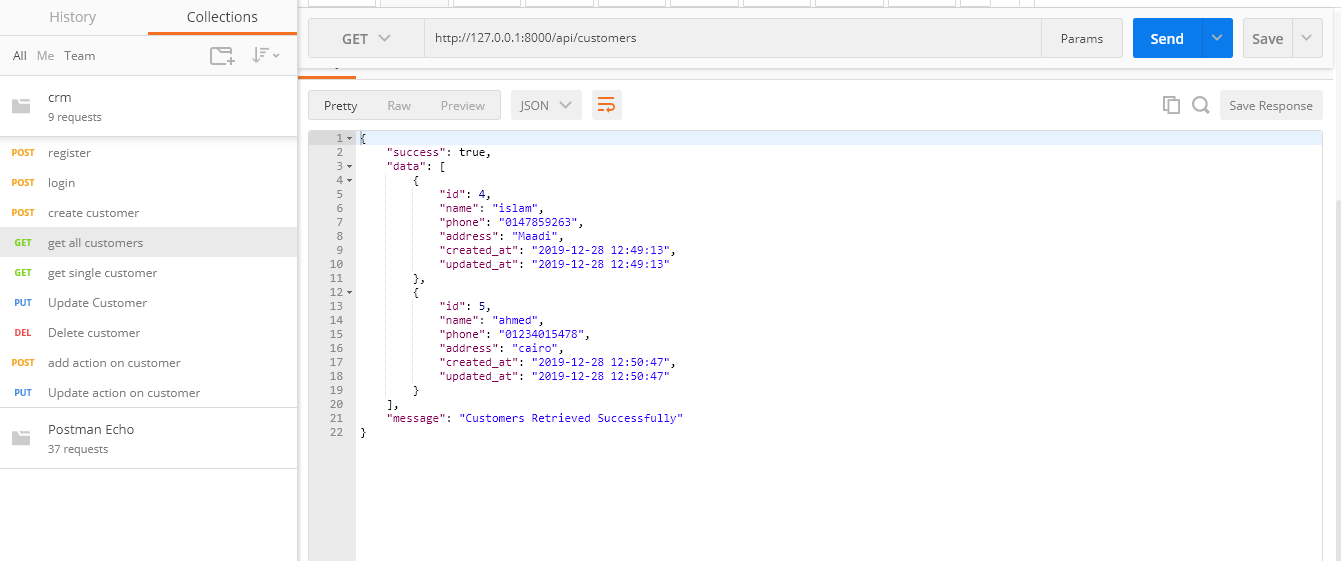 History Collections
All Me Team
crm
9 requests
POST register
POST login
POST create customer
GET get all customers
GET get single customer
PUT Update Customer
DEL Delete customer
POST add action on customer
PUT Update action on customer
Postman Echo
37 requests
GET http://127.0.0.1:8000/api/customers Params Send Save
Pretty Raw Preview JSON Save Response
1 {
2 "success": true,
3 "data": [
4 {
5 "id": 4,
6 "name": "islam",
7 "phone": "0147859263",
8 "address": "Maadi",
9 "created_at": "2019-12-28 12:49:13",
10 "updated_at": "2019-12-28 12:49:13"
11 },
12 {
13 "id": 5,
14 "name": "ahmed",
15 "phone": "01234015478",
16 "address": "cairo",
17 "created_at": "2019-12-28 12:50:47",
18 "updated_at": "2019-12-28 12:50:47"
19 }
20 ],
21 "message": "Customers Retrieved Successfully"
22 }